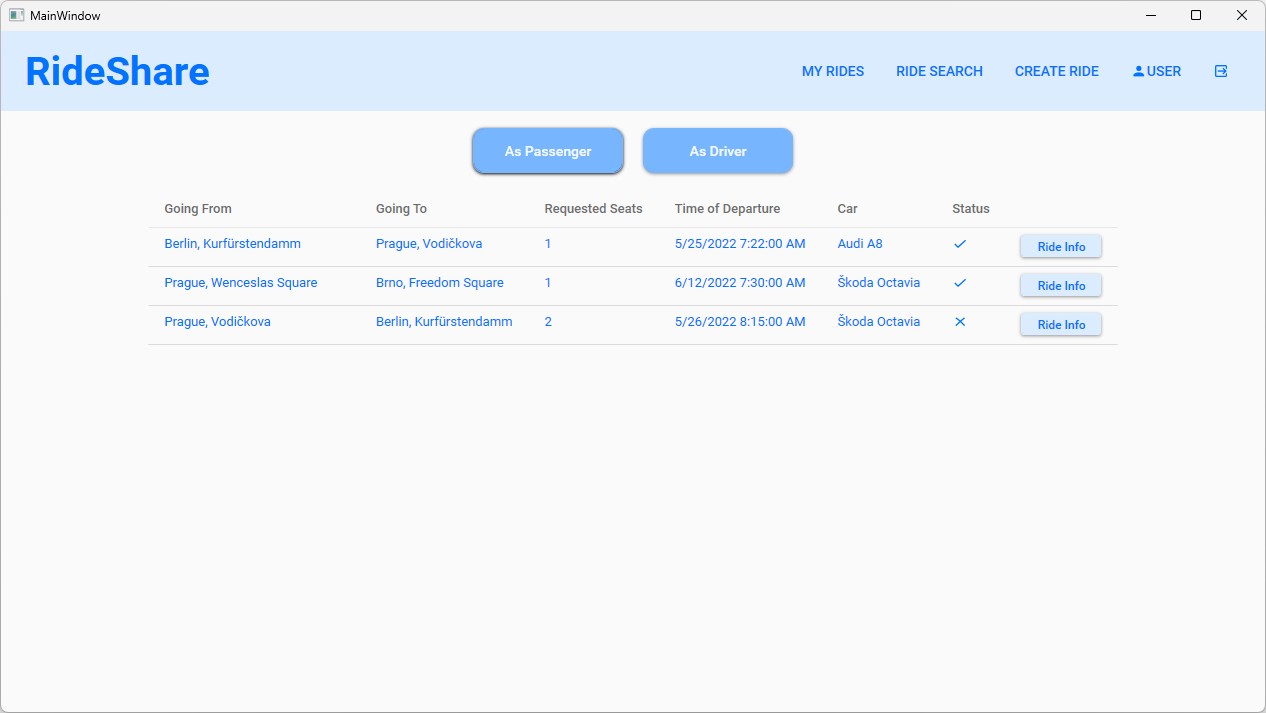 MainWindow
RideShare
MY RIDES RIDE SEARCH CREATE RIDE USER
As Passenger As Driver
Going From Going To Requested Seats Time of Departure Car Status
Berlin, Kurfürstendamm Prague, Vodičkova 1 5/25/2022 7:22:00 AM Audi A8 Ride Info
Prague, Wenceslas Square Brno, Freedom Square 1 6/12/2022 7:30:00 AM Škoda Octavia Ride Info
Prague, Vodičkova Berlin, Kurfürstendamm 2 5/26/2022 8:15:00 AM Škoda Octavia Ride Info